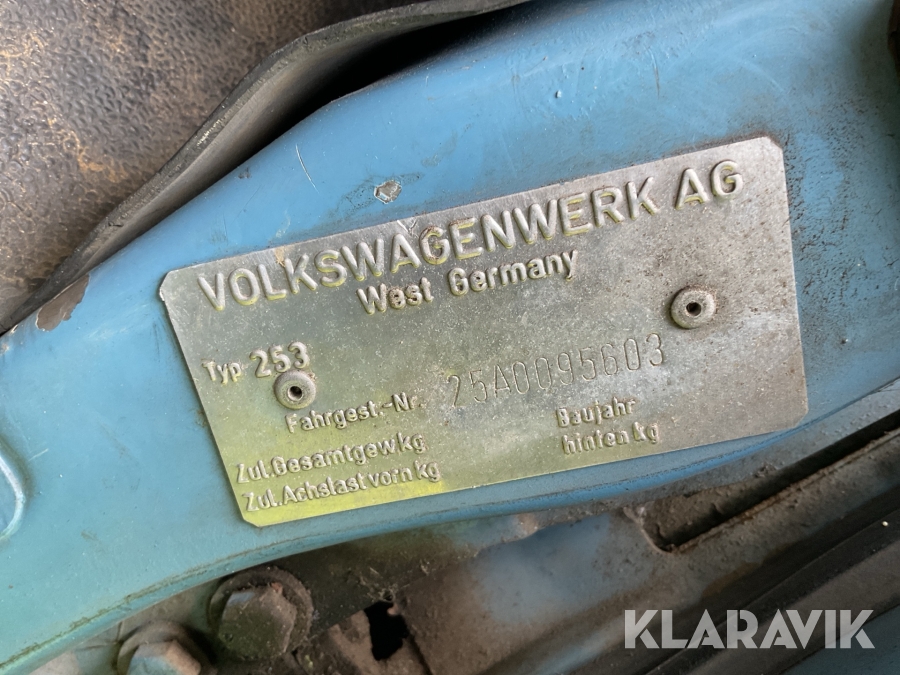 VOLKSWAGENWERK AG
West Germany
Typ 253
Fahrgest.-Nr. 25A0095603
Zul.Gesamtgew kg Baujahr
Zul.Achslast vorn kg hinten kg
KLARAVIK